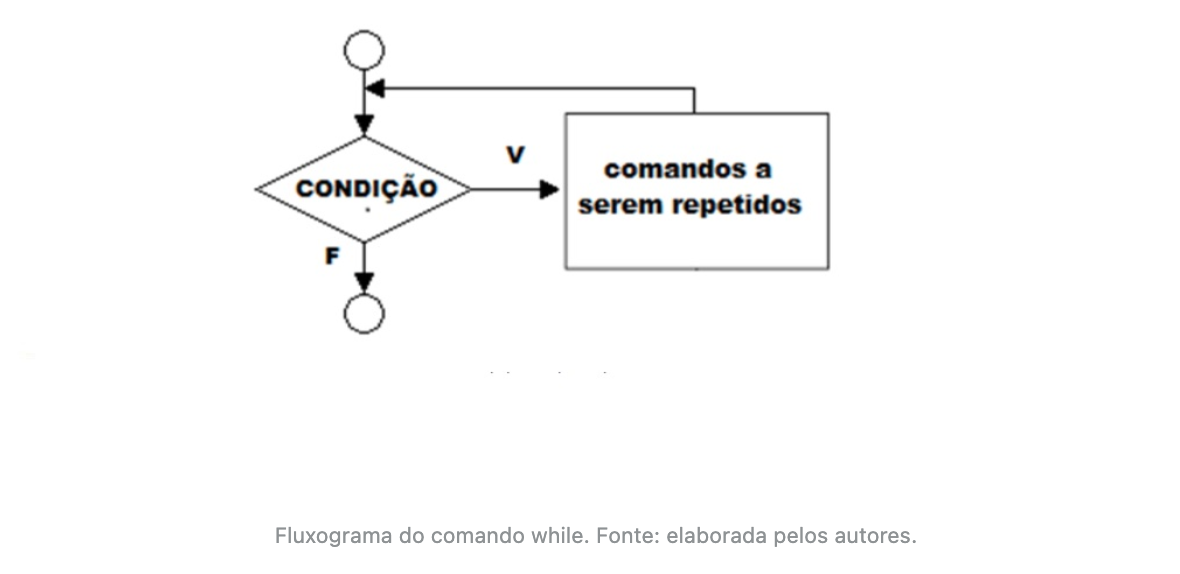 V
CONDIÇÃO
comandos a
serem repetidos
F
Fluxograma do comando while. Fonte: elaborada pelos autores.